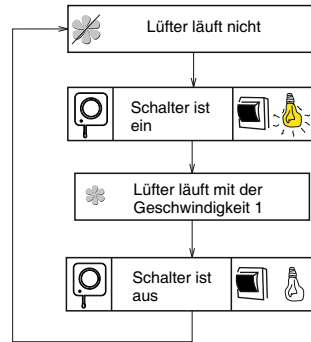 Lüfter läuft nicht
Schalter ist
ein
Lüfter läuft mit der
Geschwindigkeit 1
Schalter ist
aus